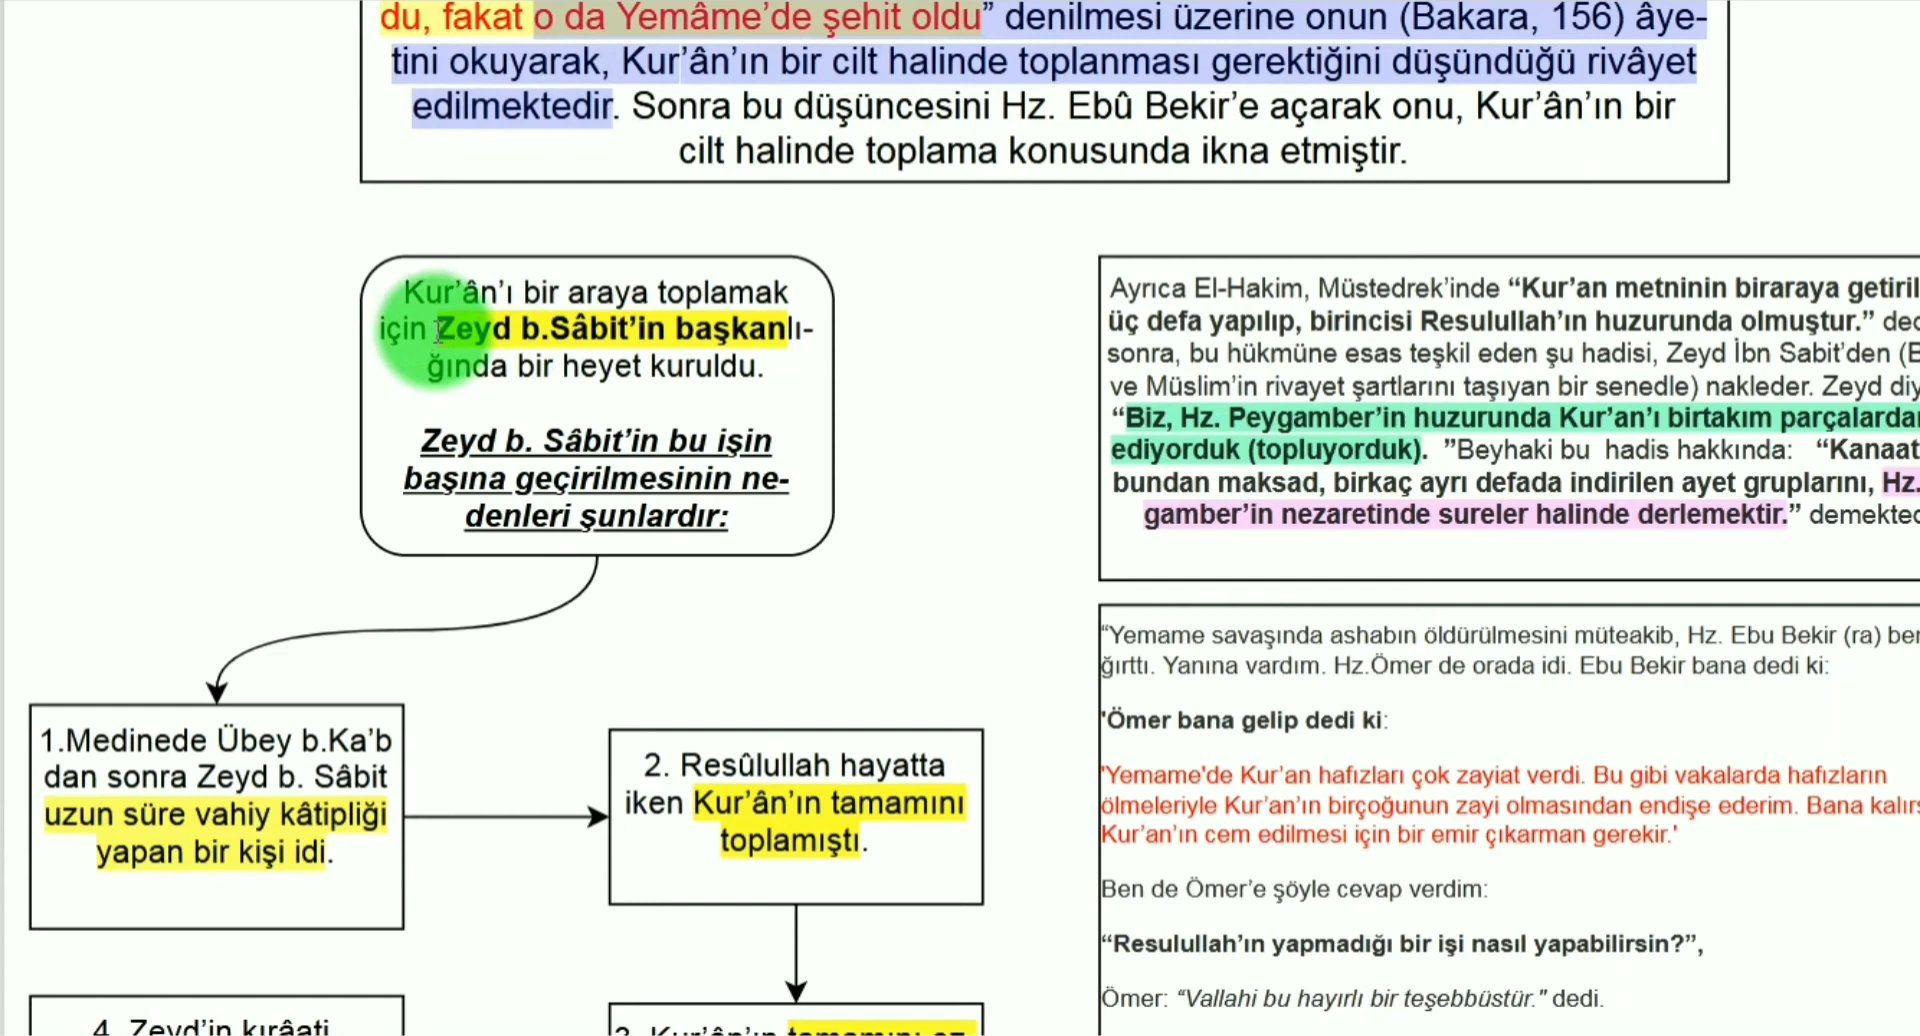 du, fakat o da Yemâme’de şehit oldu” denilmesi üzerine onun (Bakara, 156) âye-
tini okuyarak, Kur’ân’ın bir cilt halinde toplanması gerektiğini düşündüğü rivâyet
edilmektedir. Sonra bu düşüncesini Hz. Ebû Bekir’e açarak onu, Kur’ân’ın bir
cilt halinde toplama konusunda ikna etmiştir.
Kur’ân’ı bir araya toplamak
için Zeyd b.Sâbit’in başkanlı-
ğında bir heyet kuruldu.
Zeyd b. Sâbit’in bu işin
başına geçirilmesinin ne-
denleri şunlardır:
1.Medinede Übey b.Ka’b
dan sonra Zeyd b. Sâbit
uzun süre vahiy kâtipliği
yapan bir kişi idi.
2. Resûlullah hayatta
iken Kur’ân’ın tamamını
toplamıştı.
4. Zeyd’in kırâati
3. Kur’ân’ın tamamını
Ayrıca El-Hakim, Müstedrek’inde “Kur’an metninin biraraya getiril
üç defa yapılıp, birincisi Resulullah’ın huzurunda olmuştur.”
sonra, bu hükmüne esas teşkil eden şu hadisi, Zeyd İbn Sabit’den
ve Müslim’in rivayet şartlarını taşıyan bir senedle) nakleder. Zeyd diy
“Biz, Hz. Peygamber’in huzurunda Kur’an’ı birtakım parçalarda
ediyorduk (topluyorduk). ”Beyhaki bu hadis hakkında: “Kanaat
bundan maksad, birkaç ayrı defada indirilen ayet gruplarını, Hz.
gamber’in nezaretinde sureler halinde derlemektir.” demekted
“Yemame savaşında ashabın öldürülmesini müteakib, Hz. Ebu Bekir (ra) ben
ğırttı. Yanına vardım. Hz.Ömer de orada idi. Ebu Bekir bana dedi ki:
'Ömer bana gelip dedi ki:
'Yemame'de Kur’an hafızları çok zayiat verdi. Bu gibi vakalarda hafızların
ölmeleriyle Kur’an’ın birçoğunun zayi olmasından endişe ederim. Bana kalırs
Kur’an’ın cem edilmesi için bir emir çıkarman gerekir.'
Ben de Ömer’e şöyle cevap verdim:
“Resulullah’ın yapmadığı bir işi nasıl yapabilirsin?”,
Ömer: “Vallahi bu hayırlı bir teşebbüstür." dedi.